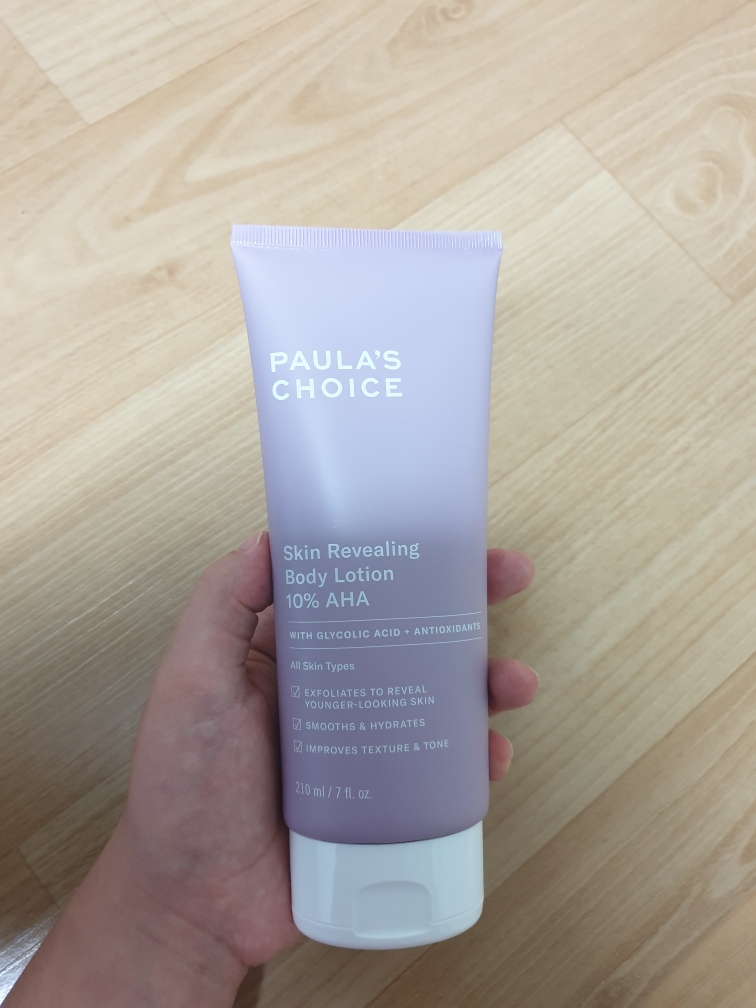 PAULA'S
CHOICE
Skin Revealing
Body Lotion
10% AHA
WITH GLYCOLIC ACID + ANTIOXIDANTS
All Skin Types
☑ EXFOLIATES TO REVEAL
YOUNGER-LOOKING SKIN
☑ SMOOTHS & HYDRATES
☑ IMPROVES TEXTURE & TONE
210 ml / 7 fl. oz.